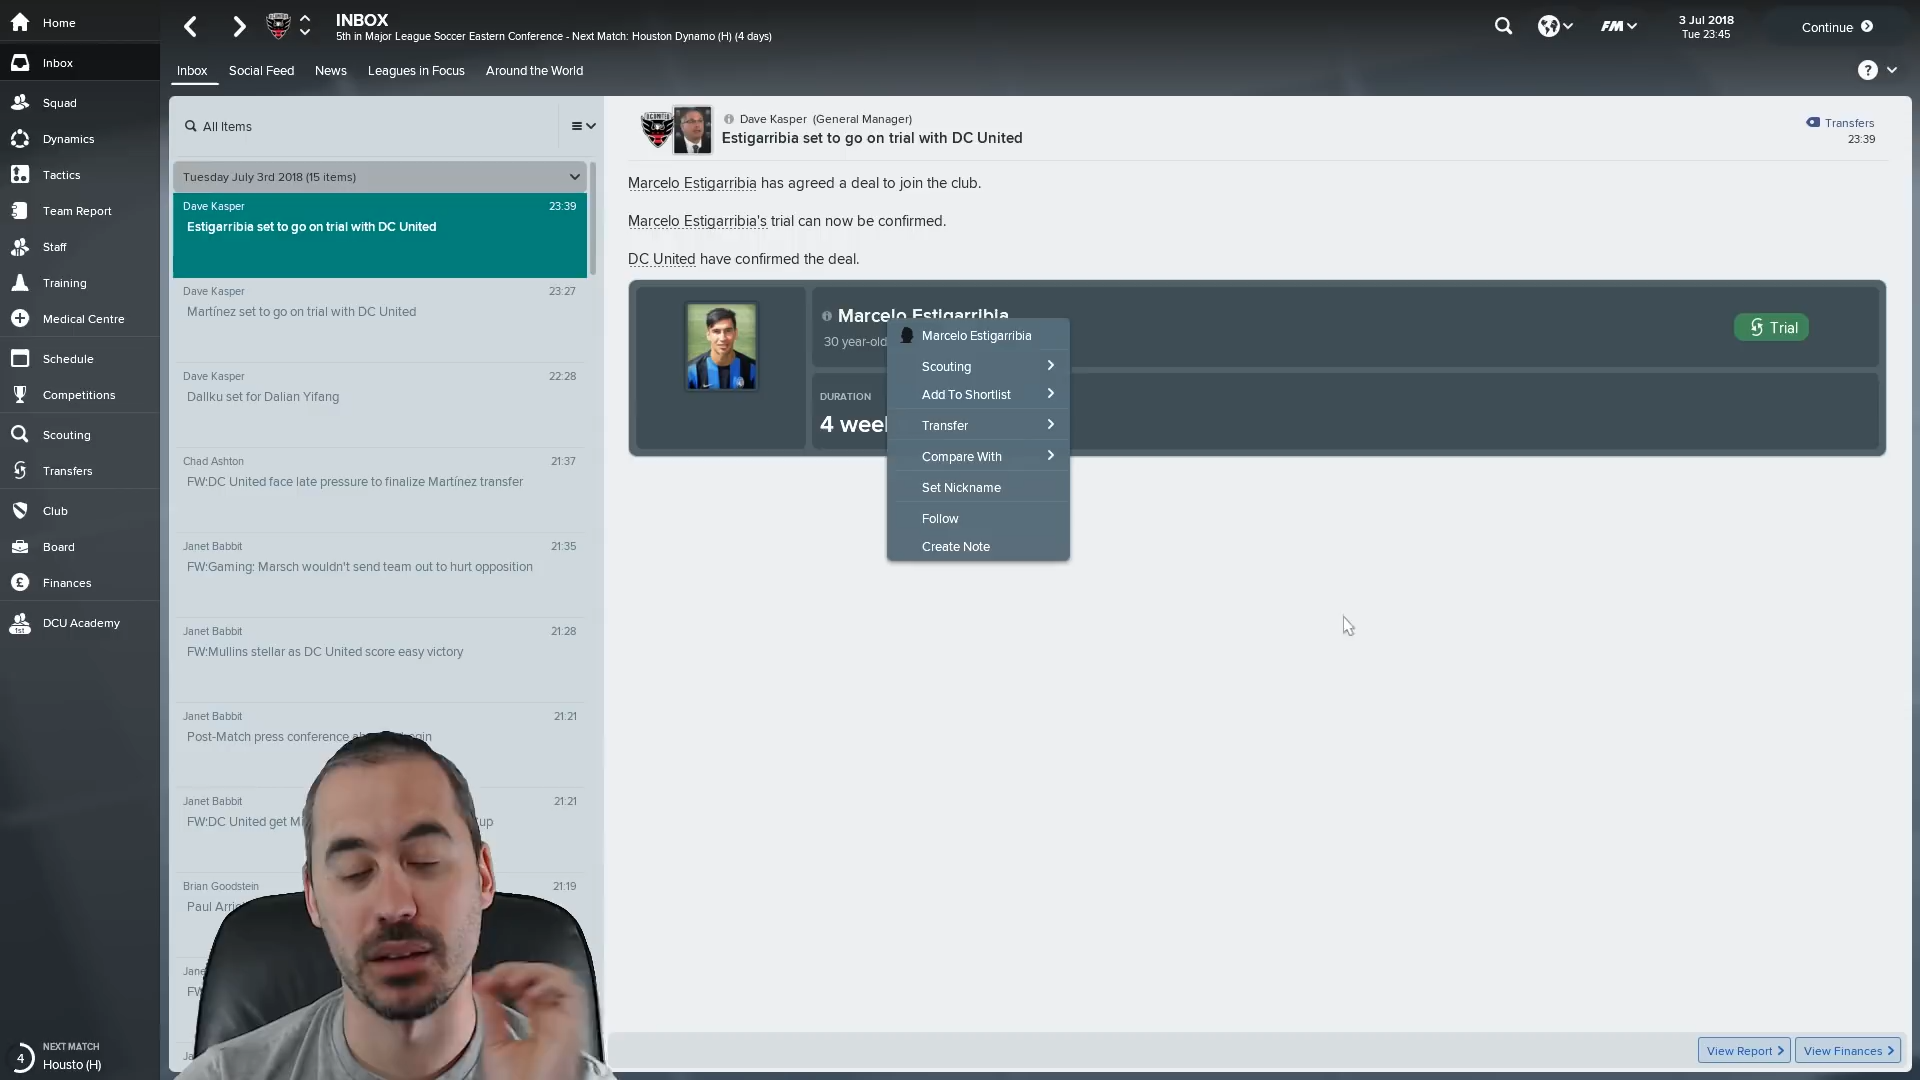 Home
Inbox
Squad
Dynamics
Tactics
Team Report
Staff
Training
Medical Centre
Schedule
Competitions
Scouting
Transfers
Club
Board
Finances
1st DCU Academy
4 NEXT MATCH
Housto (H)
INBOX
5th in Major League Soccer Eastern Conference - Next Match: Houston Dynamo (H) (4 days)
FM
3 Jul 2018
Tue 23:45
Continue
Inbox Social Feed News Leagues in Focus Around the World
?
All Items
Tuesday July 3rd 2018 (15 items)
Dave Kasper 23:39
Estigarribia set to go on trial with DC United
Dave Kasper 23:27
Martínez set to go on trial with DC United
Dave Kasper 22:28
Dallku set for Dalian Yifang
Chad Ashton 21:37
FW:DC United face late pressure to finalize Martínez transfer
Janet Babbit 21:35
FW:Gaming: Marsch wouldn't send team out to hurt opposition
Janet Babbit 21:28
FW:Mullins stellar as DC United score easy victory
Janet Babbit 21:21
Post-Match press conference
Janet Babbit 21:21
FW:DC United get
Brian Goodstein 21:19
Paul
Dave Kasper (General Manager)
Estigarribia set to go on trial with DC United
Transfers
23:39
Marcelo Estigarribia has agreed a deal to join the club.
Marcelo Estigarribia's trial can now be confirmed.
DC United have confirmed the deal.
Marcelo Estigarribia
30 year-old
Trial
DURATION
4
Marcelo Estigarribia
Scouting
Add To Shortlist
Transfer
Compare With
Set Nickname
Follow
Create Note
View Report
View Finances